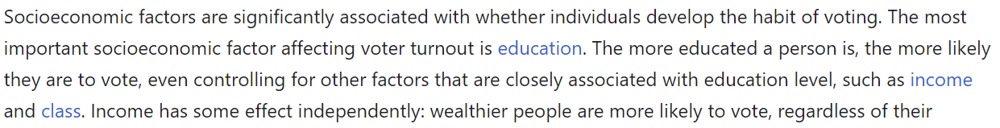 Socioeconomic factors are significantly associated with whether individuals develop the habit of voting. The most
important socioeconomic factor affecting voter turnout is education. The more educated a person is, the more likely
they are to vote, even controlling for other factors that are closely associated with education level, such as income
and class. Income has some effect independently: wealthier people are more likely to vote, regardless of their